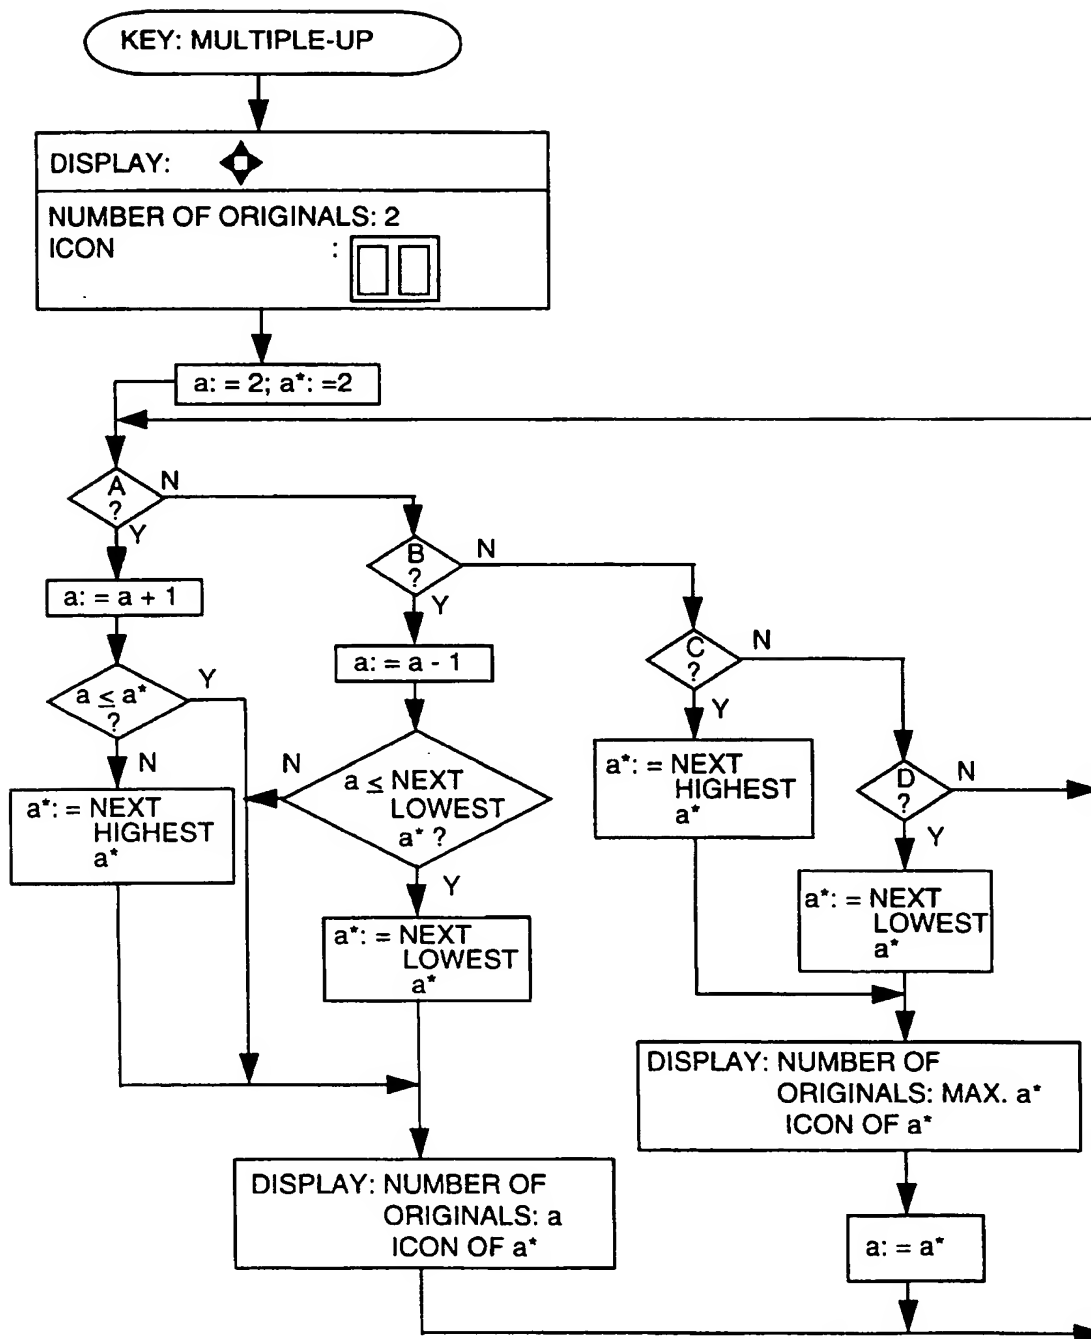 KEY: MULTIPLE-UP
DISPLAY:
NUMBER OF ORIGINALS: 2
ICON :
a: = 2; a*: =2
A
?
N
Y
B
?
N
Y
a: = a + 1
a: = a - 1
C
?
N
Y
a ≤ a*
?
Y
N
a ≤ NEXT
LOWEST
a* ?
N
Y
a*: = NEXT
HIGHEST
a*
D
?
N
Y
a*: = NEXT
HIGHEST
a*
a*: = NEXT
LOWEST
a*
a*: = NEXT
LOWEST
a*
DISPLAY: NUMBER OF
ORIGINALS: MAX. a*
ICON OF a*
DISPLAY: NUMBER OF
ORIGINALS: a
ICON OF a*
a: = a*